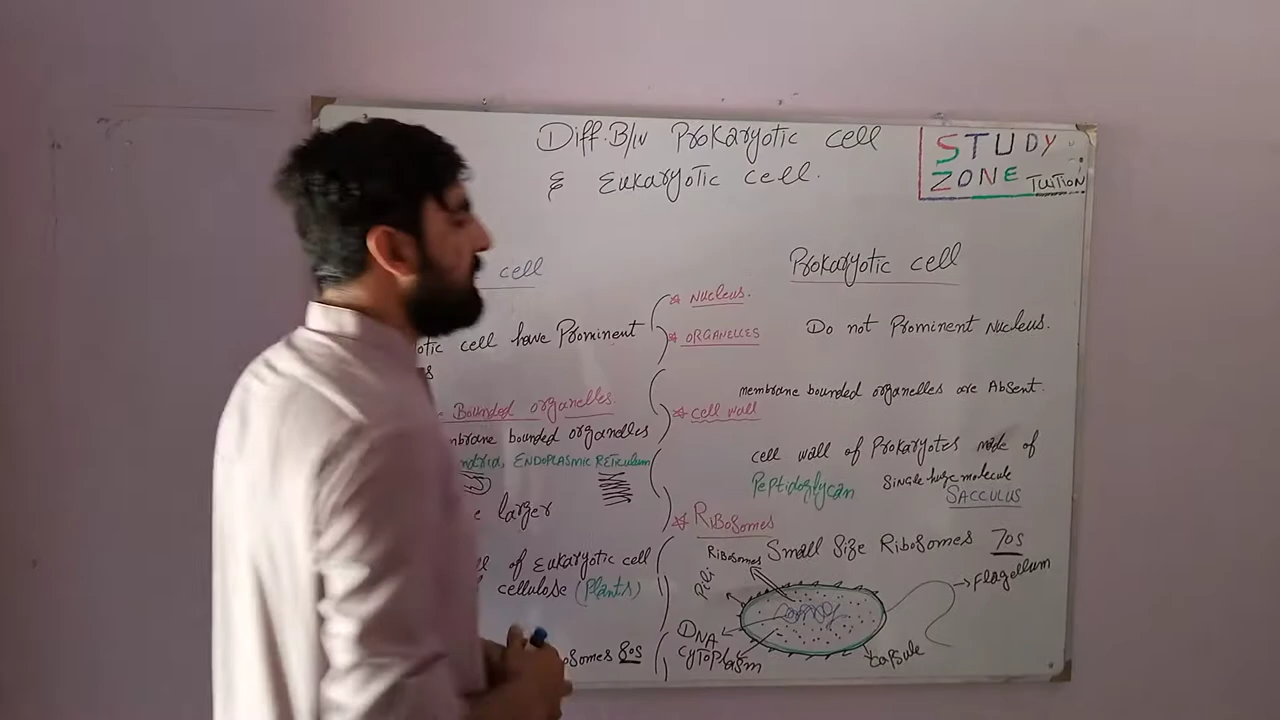 Diff. B/w Prokaryotic cell
& Eukaryotic cell.
STUDY
ZONE TUITION
cell
otic cell have Prominent
Bounded organelles.
mbrane bounded organelles
ndria, ENDOPLASMIC RETICULUM
larger
of Eukaryotic cell
cellulose (Plants)
osomes 80s
* NUCLEUS.
* ORGANELLES
* cell wall
* RIBOSOMES
Prokaryotic cell
Do not Prominent Nucleus.
membrane bounded organelles are Absent.
cell wall of Prokaryotes made of
Peptidoglycan single huge molecule
SACCULUS
Small Size Ribosomes 70s
Ribosomes
Pili
DNA
CYTOPlasm
Flagellum
Capsule